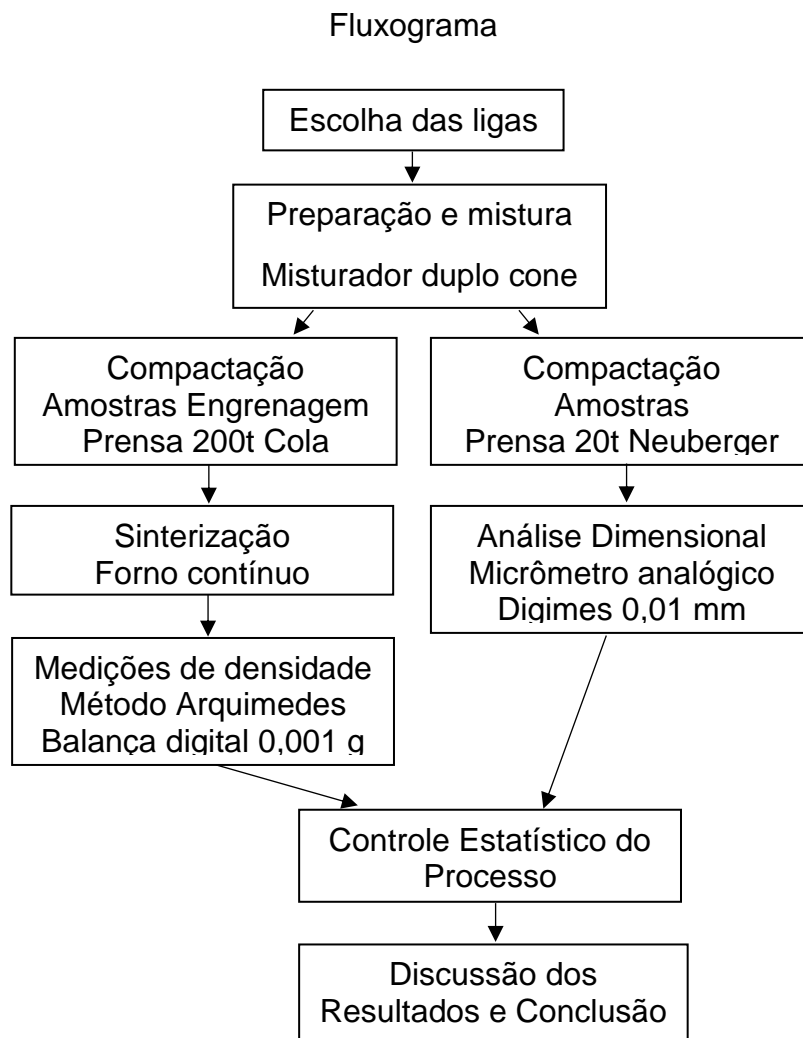 Fluxograma
Escolha das ligas
Preparação e mistura
Misturador duplo cone
Compactação
Amostras Engrenagem
Prensa 200t Cola
Compactação
Amostras
Prensa 20t Neuberger
Sinterização
Forno contínuo
Análise Dimensional
Micrômetro analógico
Digimes 0,01 mm
Medições de densidade
Método Arquimedes
Balança digital 0,001 g
Controle Estatístico do
Processo
Discussão dos
Resultados e Conclusão